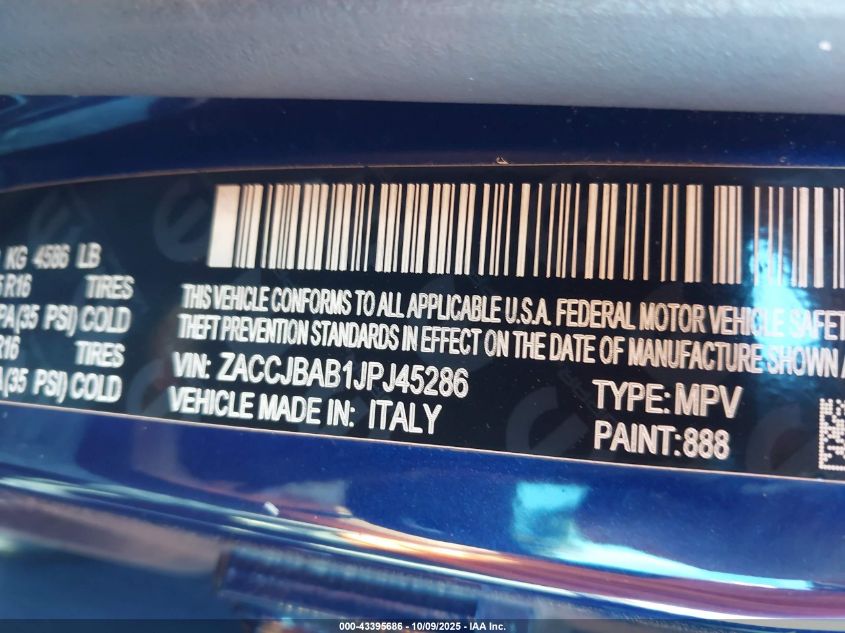 KG 4586 LB
R16 TIRES
PA(35 PSI) COLD
R16 TIRES
PA(35 PSI) COLD
THIS VEHICLE CONFORMS TO ALL APPLICABLE U.S.A. FEDERAL MOTOR VEHICLE SAFET
THEFT PREVENTION STANDARDS IN EFFECT ON THE DATE OF MANUFACTURE SHOWN A
VIN: ZACCJBAB1JPJ45286
VEHICLE MADE IN: ITALY
TYPE: MPV
PAINT: 888
000-43395686 - 10/09/2025 - IAA Inc.